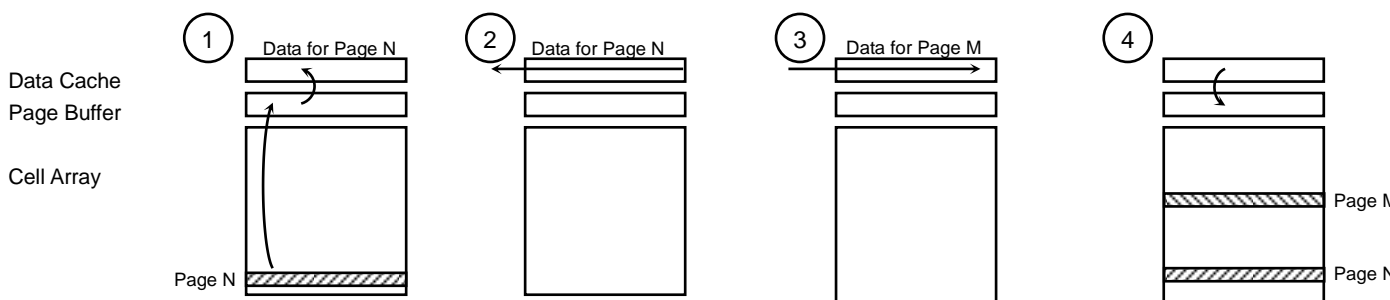 1
Data for Page N
2
Data for Page N
3
Data for Page M
4
Data Cache
Page Buffer
Cell Array
Page M
Page N
Page N